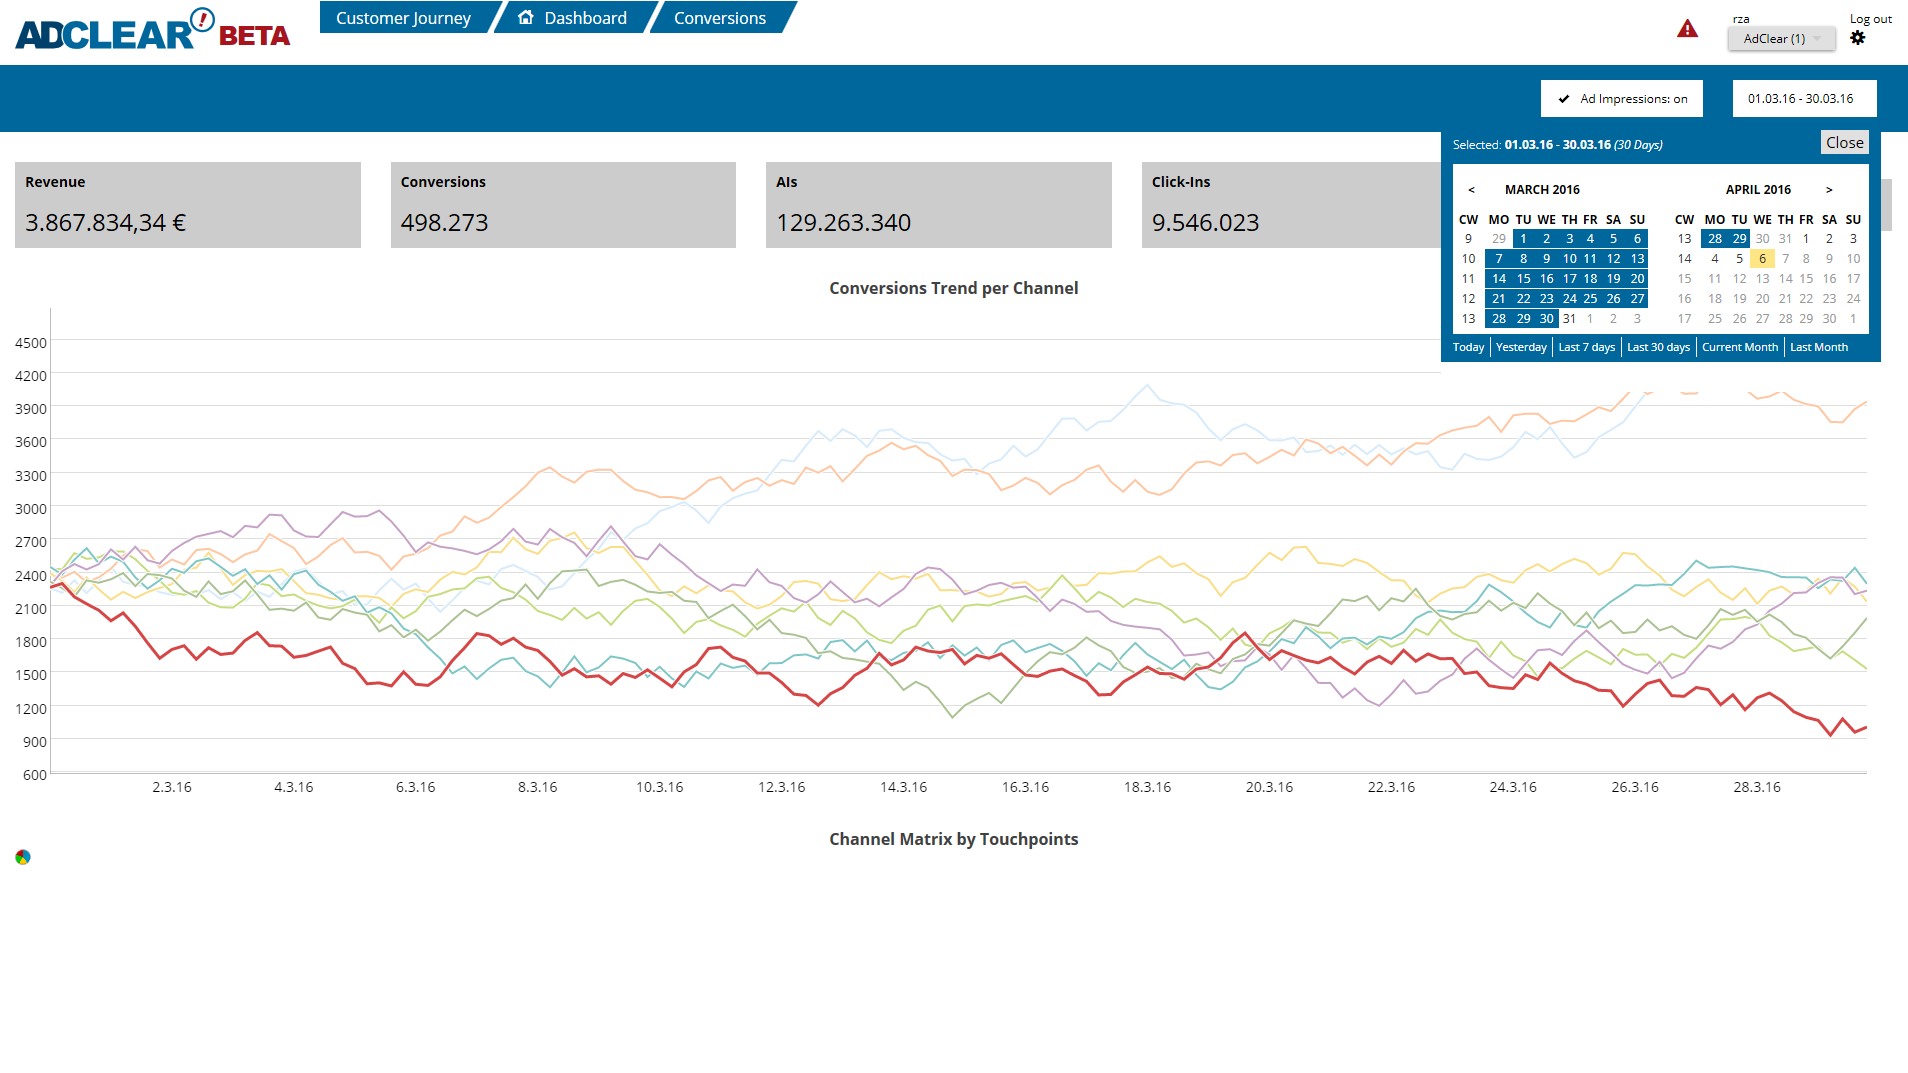 ADCLEAR BETA
Customer Journey
Dashboard
Conversions
rza
Log out
AdClear (1)
Ad Impressions: on
01.03.16 - 30.03.16
Selected: 01.03.16 - 30.03.16 (30 Days)
Close
Revenue
3.867.834,34 €
Conversions
498.273
AIs
129.263.340
Click-Ins
9.546.023
< MARCH 2016
CW MO TU WE TH FR SA SU
9 29 1 2 3 4 5 6
10 7 8 9 10 11 12 13
11 14 15 16 17 18 19 20
12 21 22 23 24 25 26 27
13 28 29 30 31 1 2 3
APRIL 2016 >
CW MO TU WE TH FR SA SU
13 28 29 30 31 1 2 3
14 4 5 6 7 8 9 10
15 11 12 13 14 15 16 17
16 18 19 20 21 22 23 24
17 25 26 27 28 29 30 1
Today
Yesterday
Last 7 days
Last 30 days
Current Month
Last Month
Conversions Trend per Channel
4500
4200
3900
3600
3300
3000
2700
2400
2100
1800
1500
1200
900
600
2.3.16
4.3.16
6.3.16
8.3.16
10.3.16
12.3.16
14.3.16
16.3.16
18.3.16
20.3.16
22.3.16
24.3.16
26.3.16
28.3.16
Channel Matrix by Touchpoints